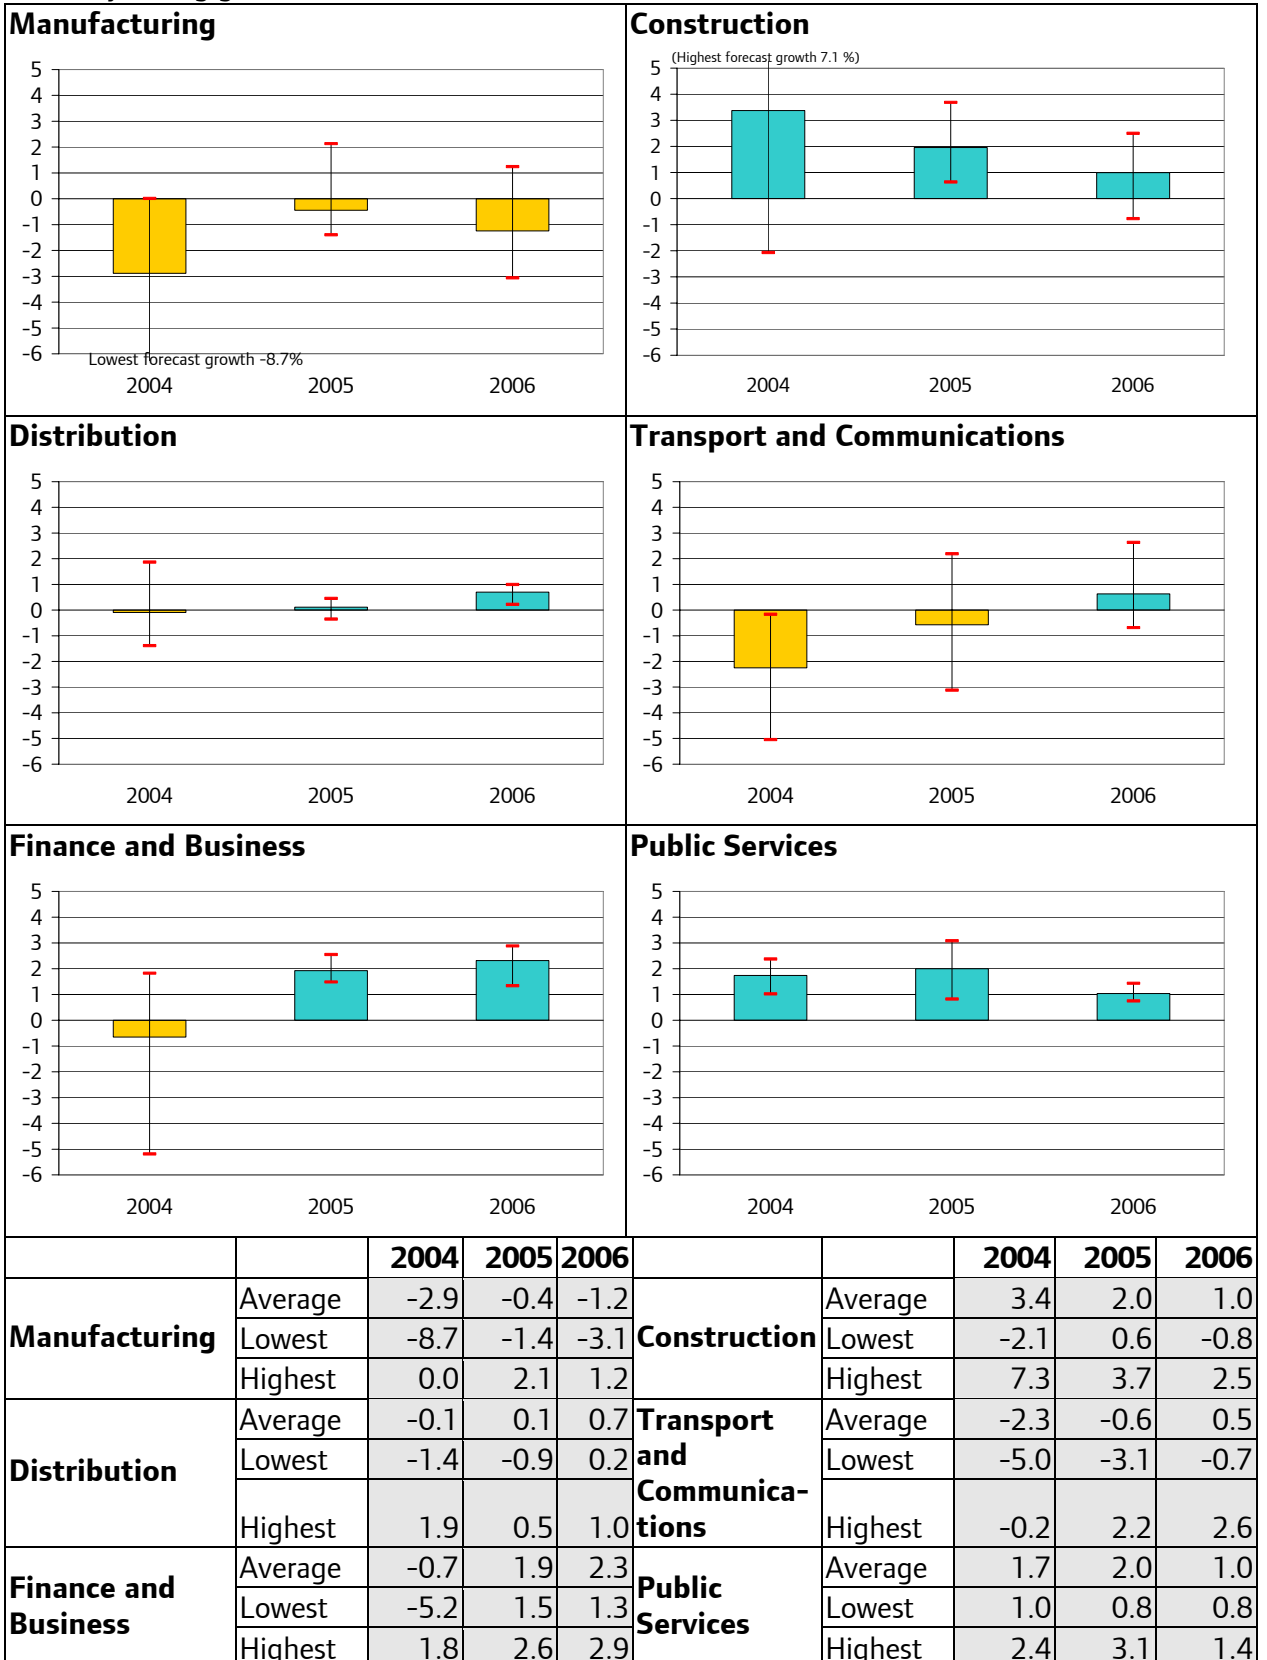 Manufacturing
5
4
3
2
1
0
-1
-2
-3
-4
-5
-6
Lowest forecast growth -8.7%
2004 2005 2006
Construction
(Highest forecast growth 7.1 %)
5
4
3
2
1
0
-1
-2
-3
-4
-5
-6
2004 2005 2006
Distribution
5
4
3
2
1
0
-1
-2
-3
-4
-5
-6
2004 2005 2006
Transport and Communications
5
4
3
2
1
0
-1
-2
-3
-4
-5
-6
2004 2005 2006
Finance and Business
5
4
3
2
1
0
-1
-2
-3
-4
-5
-6
2004 2005 2006
Public Services
5
4
3
2
1
0
-1
-2
-3
-4
-5
-6
2004 2005 2006
2004 2005 2006
Manufacturing
Average -2.9 -0.4 -1.2
Lowest -8.7 -1.4 -3.1
Highest 0.0 2.1 1.2
Distribution
Average -0.1 0.1 0.7
Lowest -1.4 -0.9 0.2
Highest 1.9 0.5 1.0
Finance and
Business
Average -0.7 1.9 2.3
Lowest -5.2 1.5 1.3
Highest 1.8 2.6 2.9
2004 2005 2006
Construction
Average 3.4 2.0 1.0
Lowest -2.1 0.6 -0.8
Highest 7.3 3.7 2.5
Transport
and
Communica-
tions
Average -2.3 -0.6 0.5
Lowest -5.0 -3.1 -0.7
Highest -0.2 2.2 2.6
Public
Services
Average 1.7 2.0 1.0
Lowest 1.0 0.8 0.8
Highest 2.4 3.1 1.4